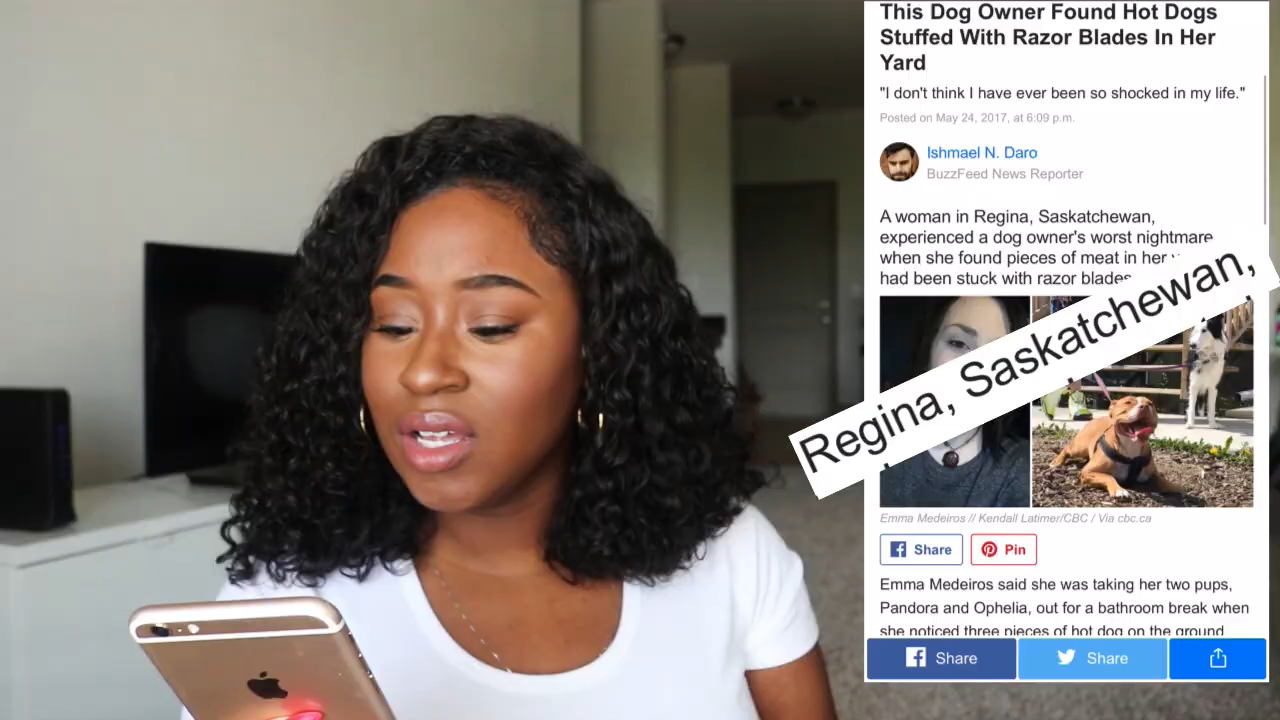 This Dog Owner Found Hot Dogs
Stuffed With Razor Blades In Her
Yard
"I don't think I have ever been so shocked in my life."
Posted on May 24, 2017, at 6:09 p.m.
Ishmael N. Daro
BuzzFeed News Reporter
A woman in Regina, Saskatchewan,
experienced a dog owner's worst nightmare
when she found pieces of meat in her
had been stuck with razor blades
Regina, Saskatchewan,
Emma Medeiros // Kendall Latimer/CBC / Via cbc.ca
Share
Pin
Emma Medeiros said she was taking her two pups,
Pandora and Ophelia, out for a bathroom break when
she noticed three pieces of hot dog on the ground
Share
Share